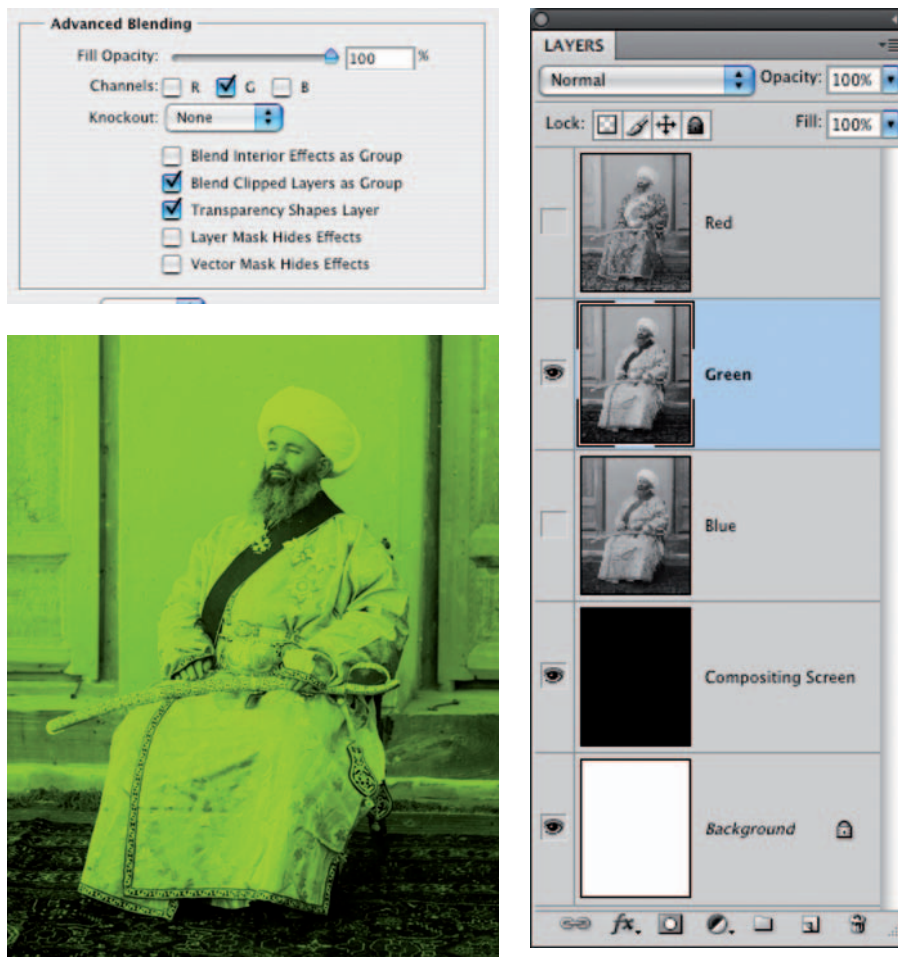 Advanced Blending
Fill Opacity: 100 %
Channels: R G B
Knockout: None
Blend Interior Effects as Group
Blend Clipped Layers as Group
Transparency Shapes Layer
Layer Mask Hides Effects
Vector Mask Hides Effects
LAYERS
Normal Opacity: 100%
Lock: Fill: 100%
Red
Green
Blue
Compositing Screen
Background
fx.